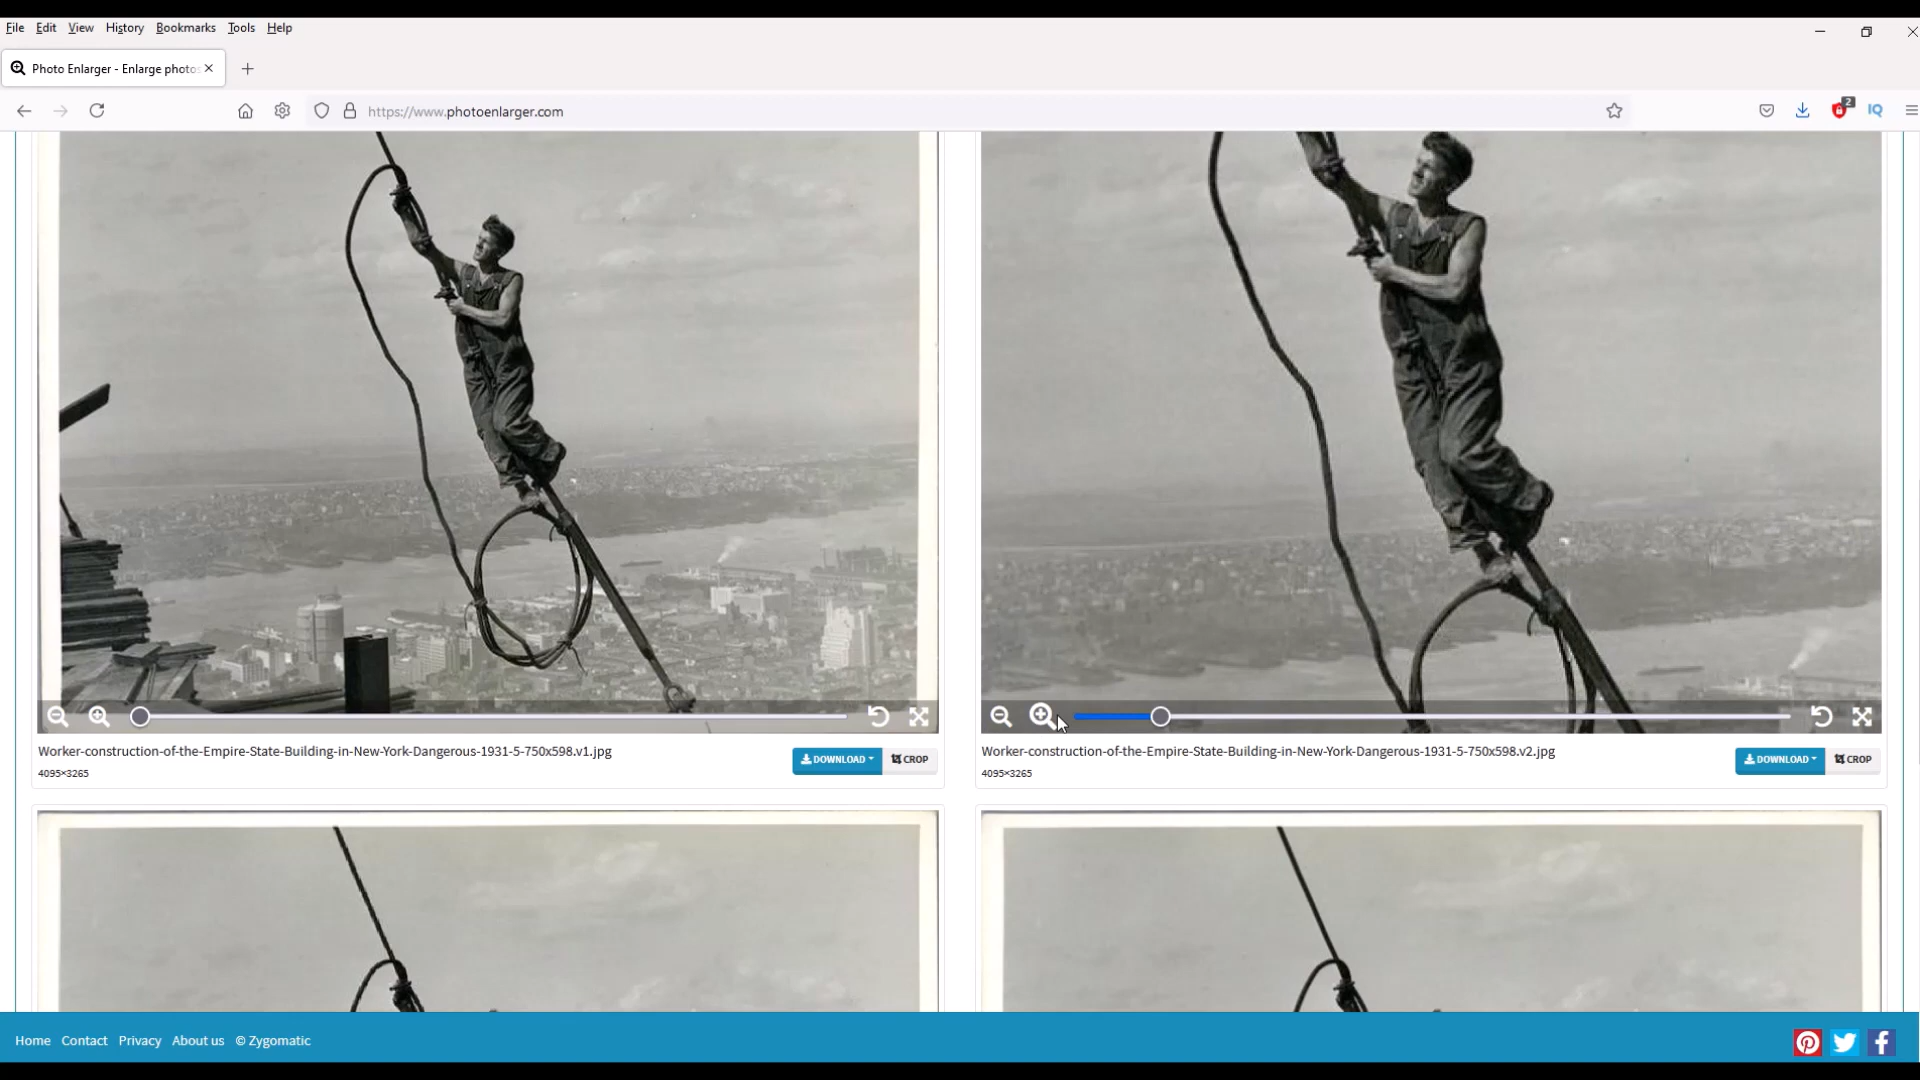 File Edit View History Bookmarks Tools Help
Photo Enlarger - Enlarge photos
https://www.photoenlarger.com
2
IQ
Worker-construction-of-the-Empire-State-Building-in-New-York-Dangerous-1931-5-750x598.v1.jpg
4095×3265
DOWNLOAD CROP
Worker-construction-of-the-Empire-State-Building-in-New-York-Dangerous-1931-5-750x598.v2.jpg
4095×3265
DOWNLOAD CROP
Home Contact Privacy About us © Zygomatic